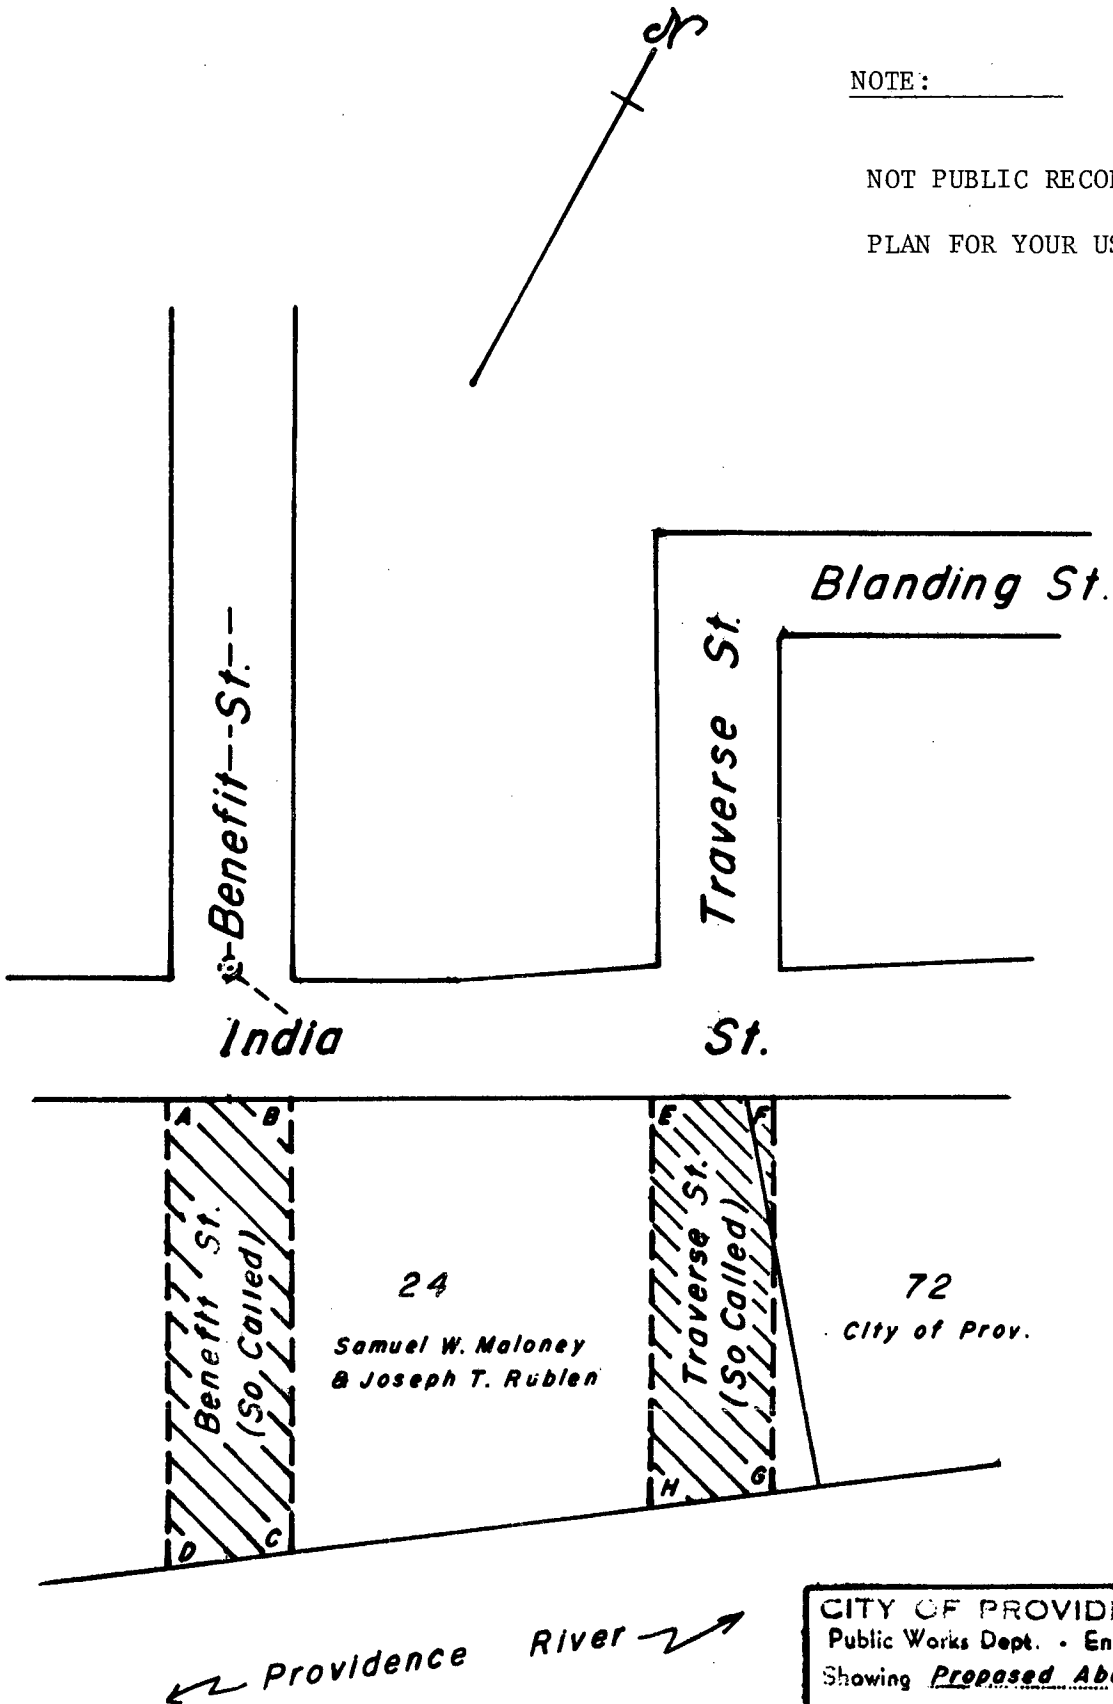 N
NOTE:
NOT PUBLIC RECO
PLAN FOR YOUR US
Blanding St.
Traverse St.
Benefit St.
India St.
A B
E F
Benefit St.
(So Called)
24
Samuel W. Maloney
& Joseph T. Rublen
Traverse St.
(So Called)
72
City of Prov.
D C
H G
Providence River
CITY OF PROVID
Public Works Dept. • En
Showing Proposed Ab